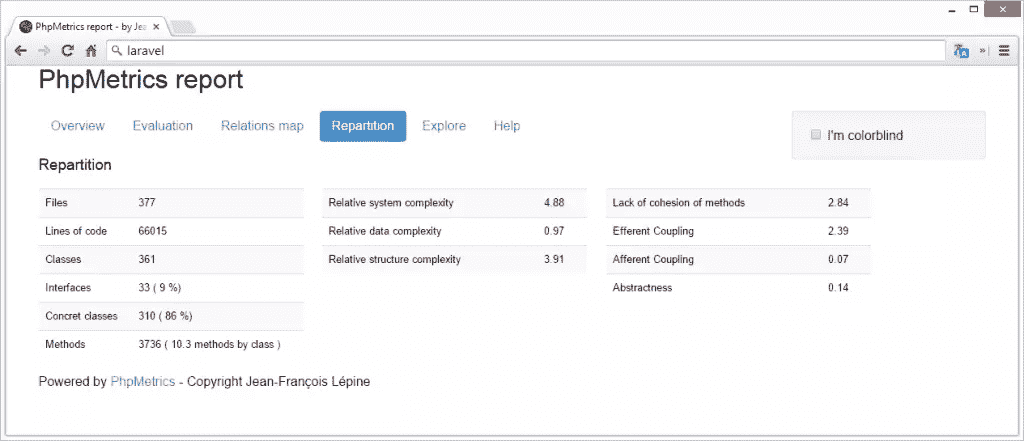 PhpMetrics report - by Jea
laravel
PhpMetrics report
Overview Evaluation Relations map Repartition Explore Help
I'm colorblind
Repartition
Files 377
Lines of code 66015
Classes 361
Interfaces 33 ( 9 %)
Concret classes 310 ( 86 %)
Methods 3736 ( 10.3 methods by class )
Relative system complexity 4.88
Relative data complexity 0.97
Relative structure complexity 3.91
Lack of cohesion of methods 2.84
Efferent Coupling 2.39
Afferent Coupling 0.07
Abstractness 0.14
Powered by PhpMetrics - Copyright Jean-François Lépine